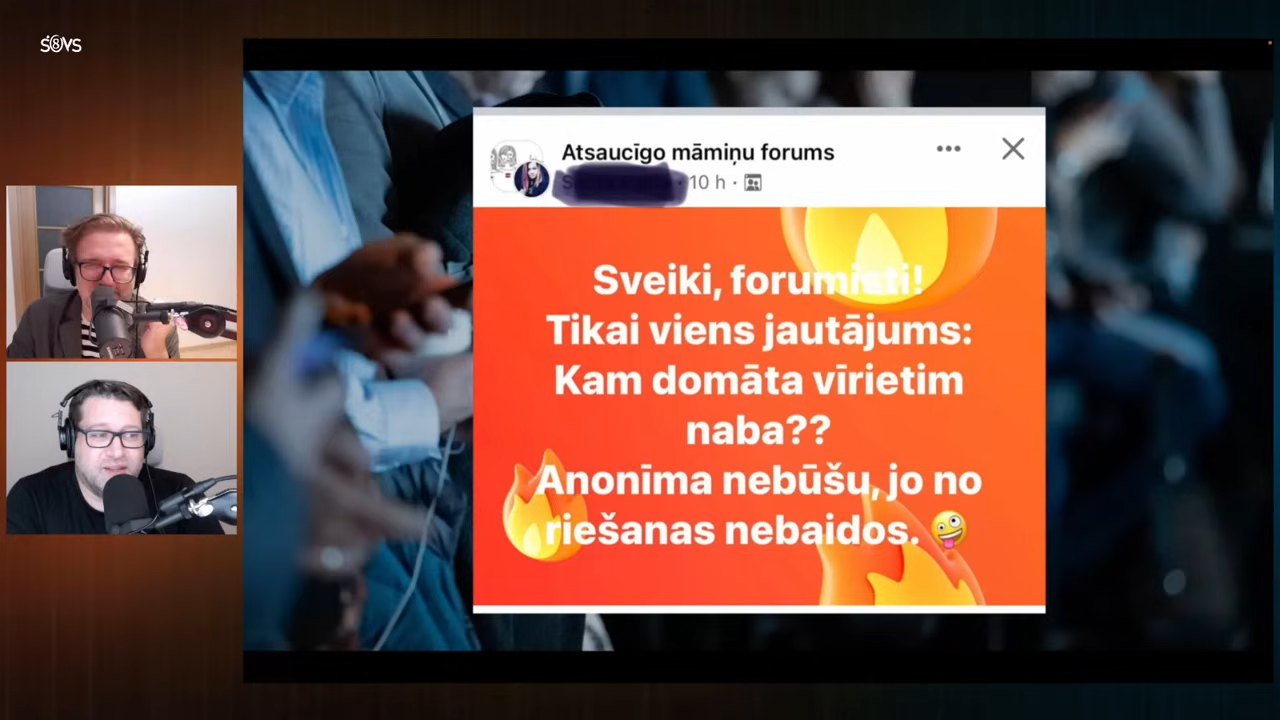 S8VS
Atsaucīgo māmiņu forums
10 h
Sveiki, forumisti!
Tikai viens jautājums:
Kam domāta vīrietim
naba??
Anonīma nebūšu, jo no
riešanas nebaidos. 🤪